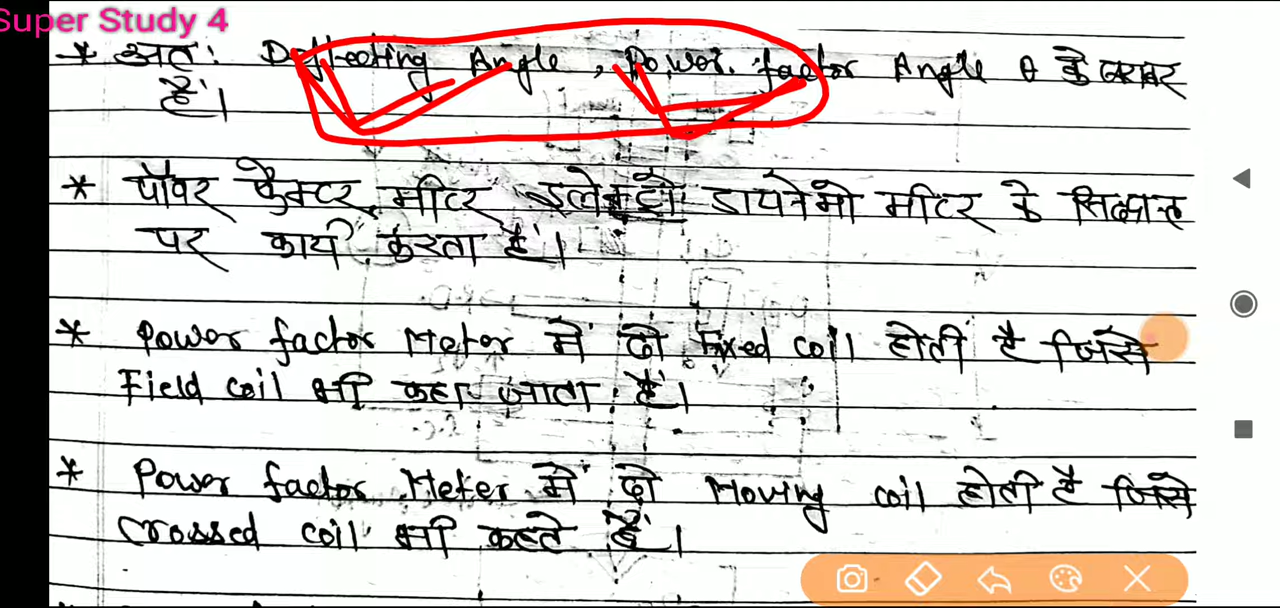 Super Study 4
* अतः Deflecting Angle, Power factor Angle θ के बराबर
है।
* पॉवर फैक्टर मीटर इलेक्ट्रो डायनेमो मीटर के सिद्धान्त
पर कार्य करता है।
* Power factor Meter में दो Fixed coil होती है जिसे
Field coil भी कहा जाता है।
* Power factor Meter में दो Moving coil होती है जिसे
Crossed coil भी कहते हैं।